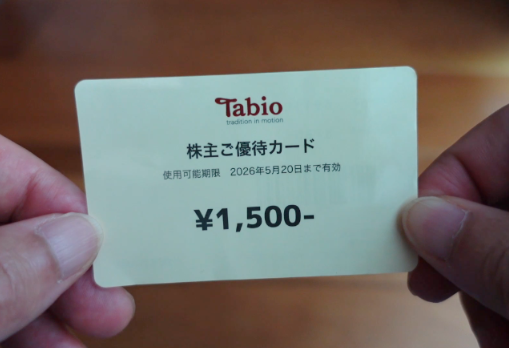 Tabio
tradition in motion
株主ご優待カード
使用可能期限 2026年5月20日まで有効
¥1,500-